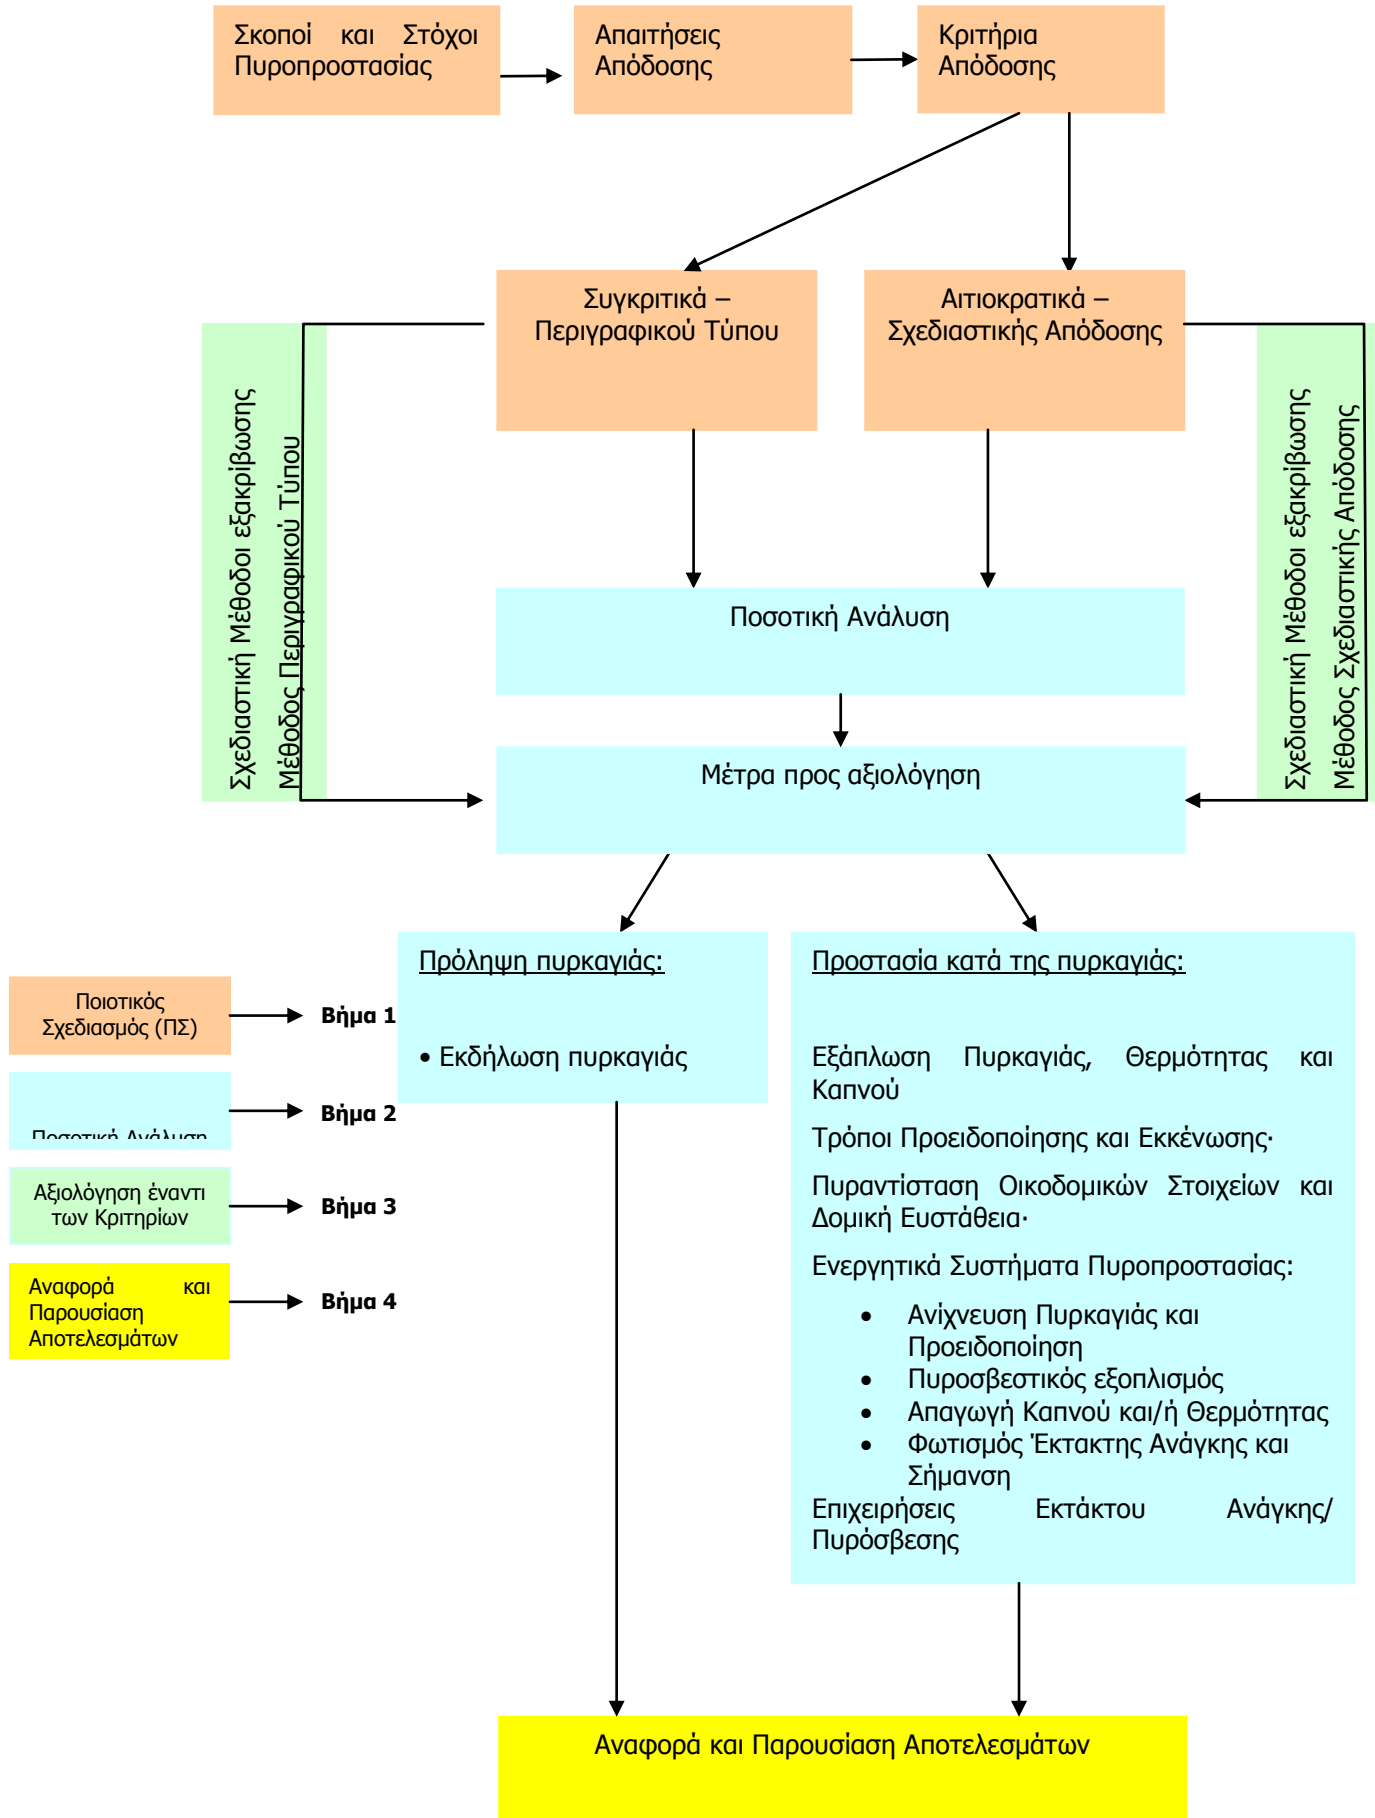 Σκοποί και Στόχοι
Πυροπροστασίας
Απαιτήσεις
Απόδοσης
Κριτήρια
Απόδοσης
Συγκριτικά –
Περιγραφικού Τύπου
Αιτιοκρατικά –
Σχεδιαστικής Απόδοσης
Σχεδιαστική Μέθοδοι εξακρίβωσης
Μέθοδος Περιγραφικού Τύπου
Σχεδιαστική Μέθοδοι εξακρίβωσης
Μέθοδος Σχεδιαστικής Απόδοσης
Ποσοτική Ανάλυση
Μέτρα προς αξιολόγηση
Πρόληψη πυρκαγιάς:
• Εκδήλωση πυρκαγιάς
Προστασία κατά της πυρκαγιάς:
Εξάπλωση Πυρκαγιάς, Θερμότητας και
Καπνού
Τρόποι Προειδοποίησης και Εκκένωσης·
Πυραντίσταση Οικοδομικών Στοιχείων και
Δομική Ευστάθεια·
Ενεργητικά Συστήματα Πυροπροστασίας:
• Ανίχνευση Πυρκαγιάς και
Προειδοποίηση
• Πυροσβεστικός εξοπλισμός
• Απαγωγή Καπνού και/ή Θερμότητας
• Φωτισμός Έκτακτης Ανάγκης και
Σήμανση
Επιχειρήσεις Εκτάκτου Ανάγκης/
Πυρόσβεσης
Ποιοτικός
Σχεδιασμός (ΠΣ)
Βήμα 1
Ποσοτική Ανάλυση
Βήμα 2
Αξιολόγηση έναντι
των Κριτηρίων
Βήμα 3
Αναφορά και
Παρουσίαση
Αποτελεσμάτων
Βήμα 4
Αναφορά και Παρουσίαση Αποτελεσμάτων